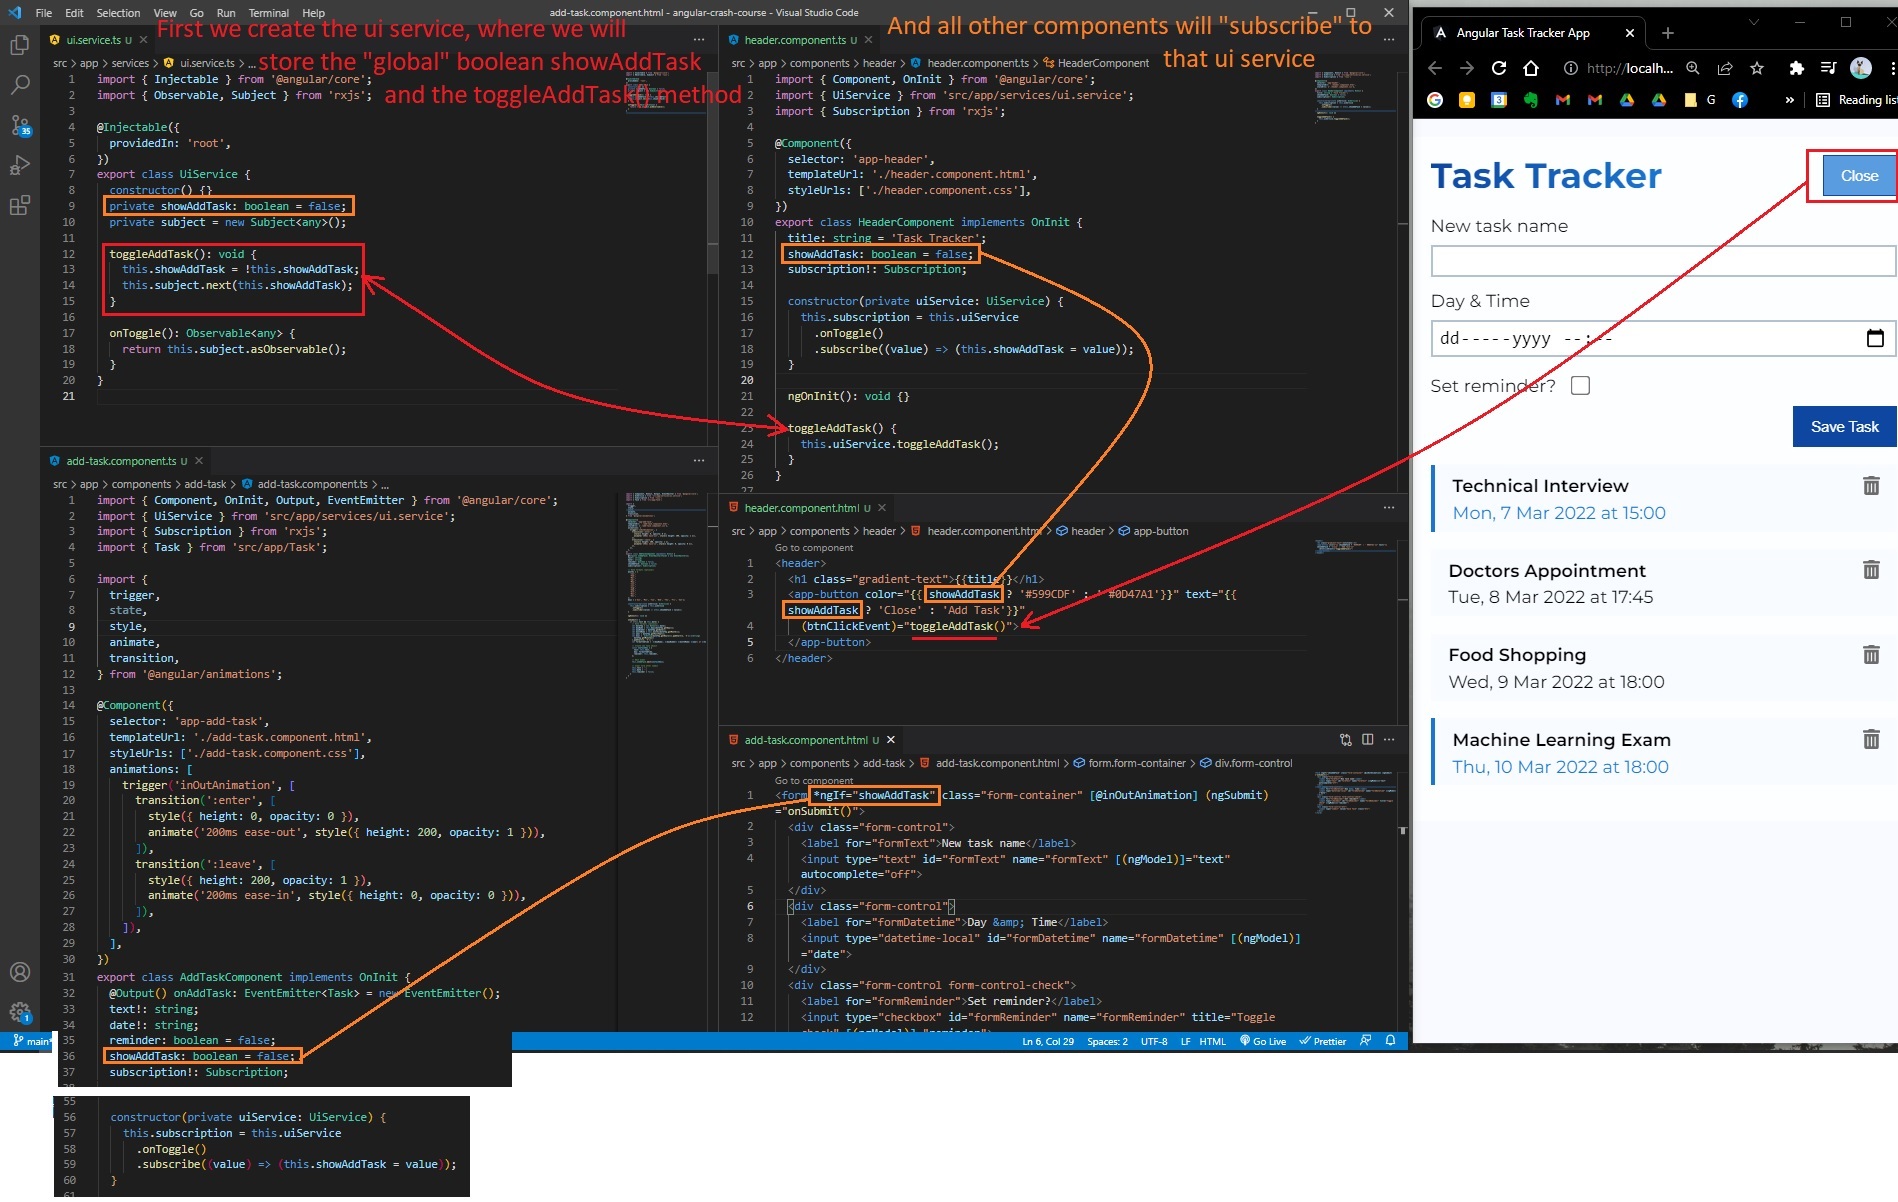 File Edit Selection View Go Run Terminal Help
add-task.component.html - angular-crash-course - Visual Studio Code
First we create the ui service, where we will
store the "global" boolean showAddTask
and the toggleAddTask() method
And all other components will "subscribe" to
that ui service
ui.service.ts U
src > app > services > ui.service.ts > ...
1 import { Injectable } from '@angular/core';
2 import { Observable, Subject } from 'rxjs';
3
4 @Injectable({
5 providedIn: 'root',
6 })
7 export class UiService {
8 constructor() {}
9 private showAddTask: boolean = false;
10 private subject = new Subject<any>();
11
12 toggleAddTask(): void {
13 this.showAddTask = !this.showAddTask;
14 this.subject.next(this.showAddTask);
15 }
16
17 onToggle(): Observable<any> {
18 return this.subject.asObservable();
19 }
20 }
21
header.component.ts U
src > app > components > header > header.component.ts > HeaderComponent
1 import { Component, OnInit } from '@angular/core';
2 import { UiService } from 'src/app/services/ui.service';
3 import { Subscription } from 'rxjs';
4
5 @Component({
6 selector: 'app-header',
7 templateUrl: './header.component.html',
8 styleUrls: ['./header.component.css'],
9 })
10 export class HeaderComponent implements OnInit {
11 title: string = 'Task Tracker';
12 showAddTask: boolean = false;
13 subscription!: Subscription;
14
15 constructor(private uiService: UiService) {
16 this.subscription = this.uiService
17 .onToggle()
18 .subscribe((value) => (this.showAddTask = value));
19 }
20
21 ngOnInit(): void {}
22
23 toggleAddTask() {
24 this.uiService.toggleAddTask();
25 }
26 }
27
add-task.component.ts U
src > app > components > add-task > add-task.component.ts > ...
1 import { Component, OnInit, Output, EventEmitter } from '@angular/core';
2 import { UiService } from 'src/app/services/ui.service';
3 import { Subscription } from 'rxjs';
4 import { Task } from 'src/app/Task';
5
6 import {
7 trigger,
8 state,
9 style,
10 animate,
11 transition,
12 } from '@angular/animations';
13
14 @Component({
15 selector: 'app-add-task',
16 templateUrl: './add-task.component.html',
17 styleUrls: ['./add-task.component.css'],
18 animations: [
19 trigger('inOutAnimation', [
20 transition(':enter', [
21 style({ height: 0, opacity: 0 }),
22 animate('200ms ease-out', style({ height: 200, opacity: 1 })),
23 ]),
24 transition(':leave', [
25 style({ height: 200, opacity: 1 }),
26 animate('200ms ease-in', style({ height: 0, opacity: 0 })),
27 ]),
28 ]),
29 ],
30 })
31 export class AddTaskComponent implements OnInit {
32 @Output() onAddTask: EventEmitter<Task> = new EventEmitter();
33 text!: string;
34 date!: string;
35 reminder: boolean = false;
36 showAddTask: boolean = false;
37 subscription!: Subscription;
55
56 constructor(private uiService: UiService) {
57 this.subscription = this.uiService
58 .onToggle()
59 .subscribe((value) => (this.showAddTask = value));
60 }
61
header.component.html U
src > app > components > header > header.component.html > header > app-button
Go to component
1 <header>
2 <h1 class="gradient-text">{{title}}</h1>
3 <app-button color="{{ showAddTask ? '#599CDF' : '#0D47A1'}}" text="{{
showAddTask ? 'Close' : 'Add Task'}}"
4 (btnClickEvent)="toggleAddTask()">
5 </app-button>
6 </header>
add-task.component.html U
src > app > components > add-task > add-task.component.html > form.form-container > div.form-control
Go to component
1 <form *ngIf="showAddTask" class="form-container" [@inOutAnimation] (ngSubmit)
="onSubmit()">
2 <div class="form-control">
3 <label for="formText">New task name</label>
4 <input type="text" id="formText" name="formText" [(ngModel)]="text"
autocomplete="off">
5 </div>
6 <div class="form-control">
7 <label for="formDatetime">Day &amp; Time</label>
8 <input type="datetime-local" id="formDatetime" name="formDatetime" [(ngModel)]
="date">
9 </div>
10 <div class="form-control form-control-check">
11 <label for="formReminder">Set reminder?</label>
12 <input type="checkbox" id="formReminder" name="formReminder" title="Toggle
35
1
main*
Ln 6, Col 29 Spaces: 2 UTF-8 LF HTML Go Live Prettier
Angular Task Tracker App
http://localh...
G Reading list
Task Tracker
Close
New task name
Day & Time
dd-----yyyy --:--
Set reminder?
Save Task
Technical Interview
Mon, 7 Mar 2022 at 15:00
Doctors Appointment
Tue, 8 Mar 2022 at 17:45
Food Shopping
Wed, 9 Mar 2022 at 18:00
Machine Learning Exam
Thu, 10 Mar 2022 at 18:00